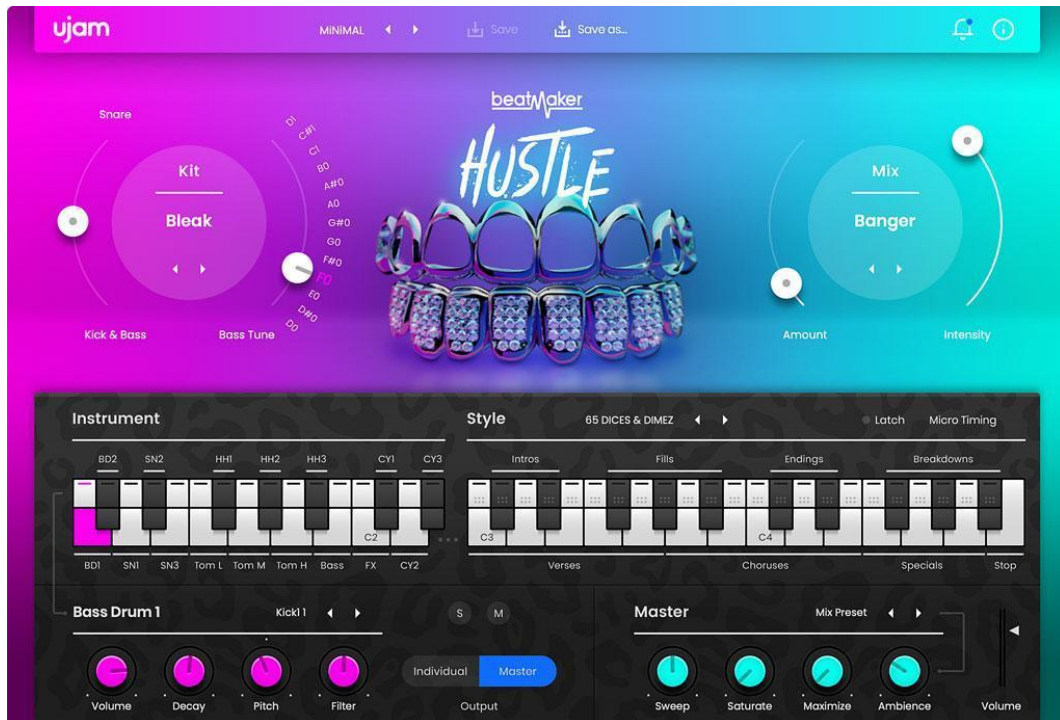 ujam
MiNiMAL
Save
Save as...
beatMaker
HUSTLE
Snare
Kit
Bleak
Kick & Bass
Bass Tune
D1
C#1
C1
B0
A#0
A0
G#0
G0
F#0
F0
E0
D#0
D0
Mix
Banger
Amount
Intensity
Instrument
Style
65 DICES & DIMEZ
Latch
Micro Timing
BD2 SN2 HH1 HH2 HH3 CY1 CY3
Intros Fills Endings Breakdowns
C2 C3 C4
BD1 SN1 SN3 Tom L Tom M Tom H Bass FX CY2
Verses Choruses Specials Stop
Bass Drum 1
Kick1 1
S M
Master
Mix Preset
Individual Master
Volume Decay Pitch Filter
Output
Sweep Saturate Maximize Ambience Volume